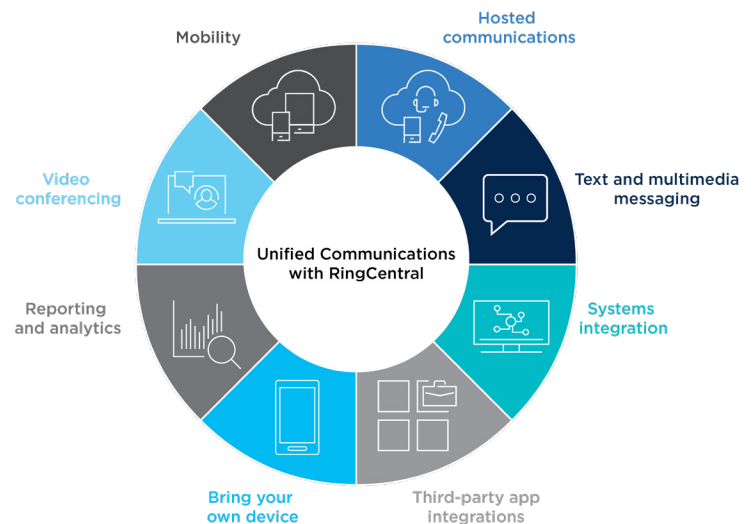 Mobility
Hosted
communications
Video
conferencing
Text and multimedia
messaging
Unified Communications
with RingCentral
Reporting
and analytics
Systems
integration
Bring your
own device
Third-party app
integrations